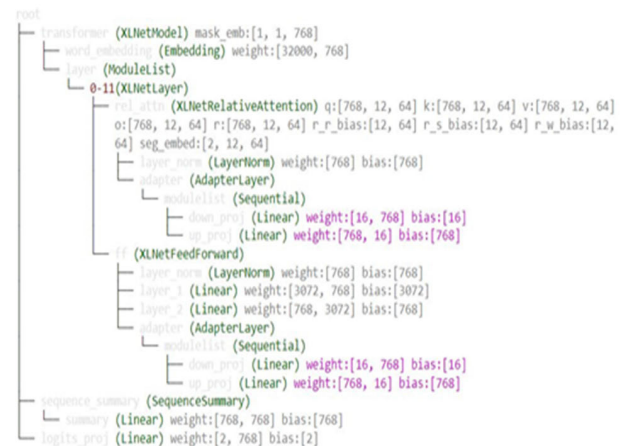 root
transformer (XLNetModel) mask_emb:[1, 1, 768]
word_embedding (Embedding) weight:[32000, 768]
layer (ModuleList)
0-11(XLNetLayer)
rel_attn (XLNetRelativeAttention) q:[768, 12, 64] k:[768, 12, 64] v:[768, 12, 64]
o:[768, 12, 64] r:[768, 12, 64] r_r_bias:[12, 64] r_s_bias:[12, 64] r_w_bias:[12,
64] seg_embed:[2, 12, 64]
layer_norm (LayerNorm) weight:[768] bias:[768]
adapter (AdapterLayer)
modulelist (Sequential)
down_proj (Linear) weight:[16, 768] bias:[16]
up_proj (Linear) weight:[768, 16] bias:[768]
ff (XLNetFeedForward)
layer_norm (LayerNorm) weight:[768] bias:[768]
layer_1 (Linear) weight:[3072, 768] bias:[3072]
layer_2 (Linear) weight:[768, 3072] bias:[768]
adapter (AdapterLayer)
modulelist (Sequential)
down_proj (Linear) weight:[16, 768] bias:[16]
up_proj (Linear) weight:[768, 16] bias:[768]
sequence_summary (SequenceSummary)
summary (Linear) weight:[768, 768] bias:[768]
logits_proj (Linear) weight:[2, 768] bias:[2]